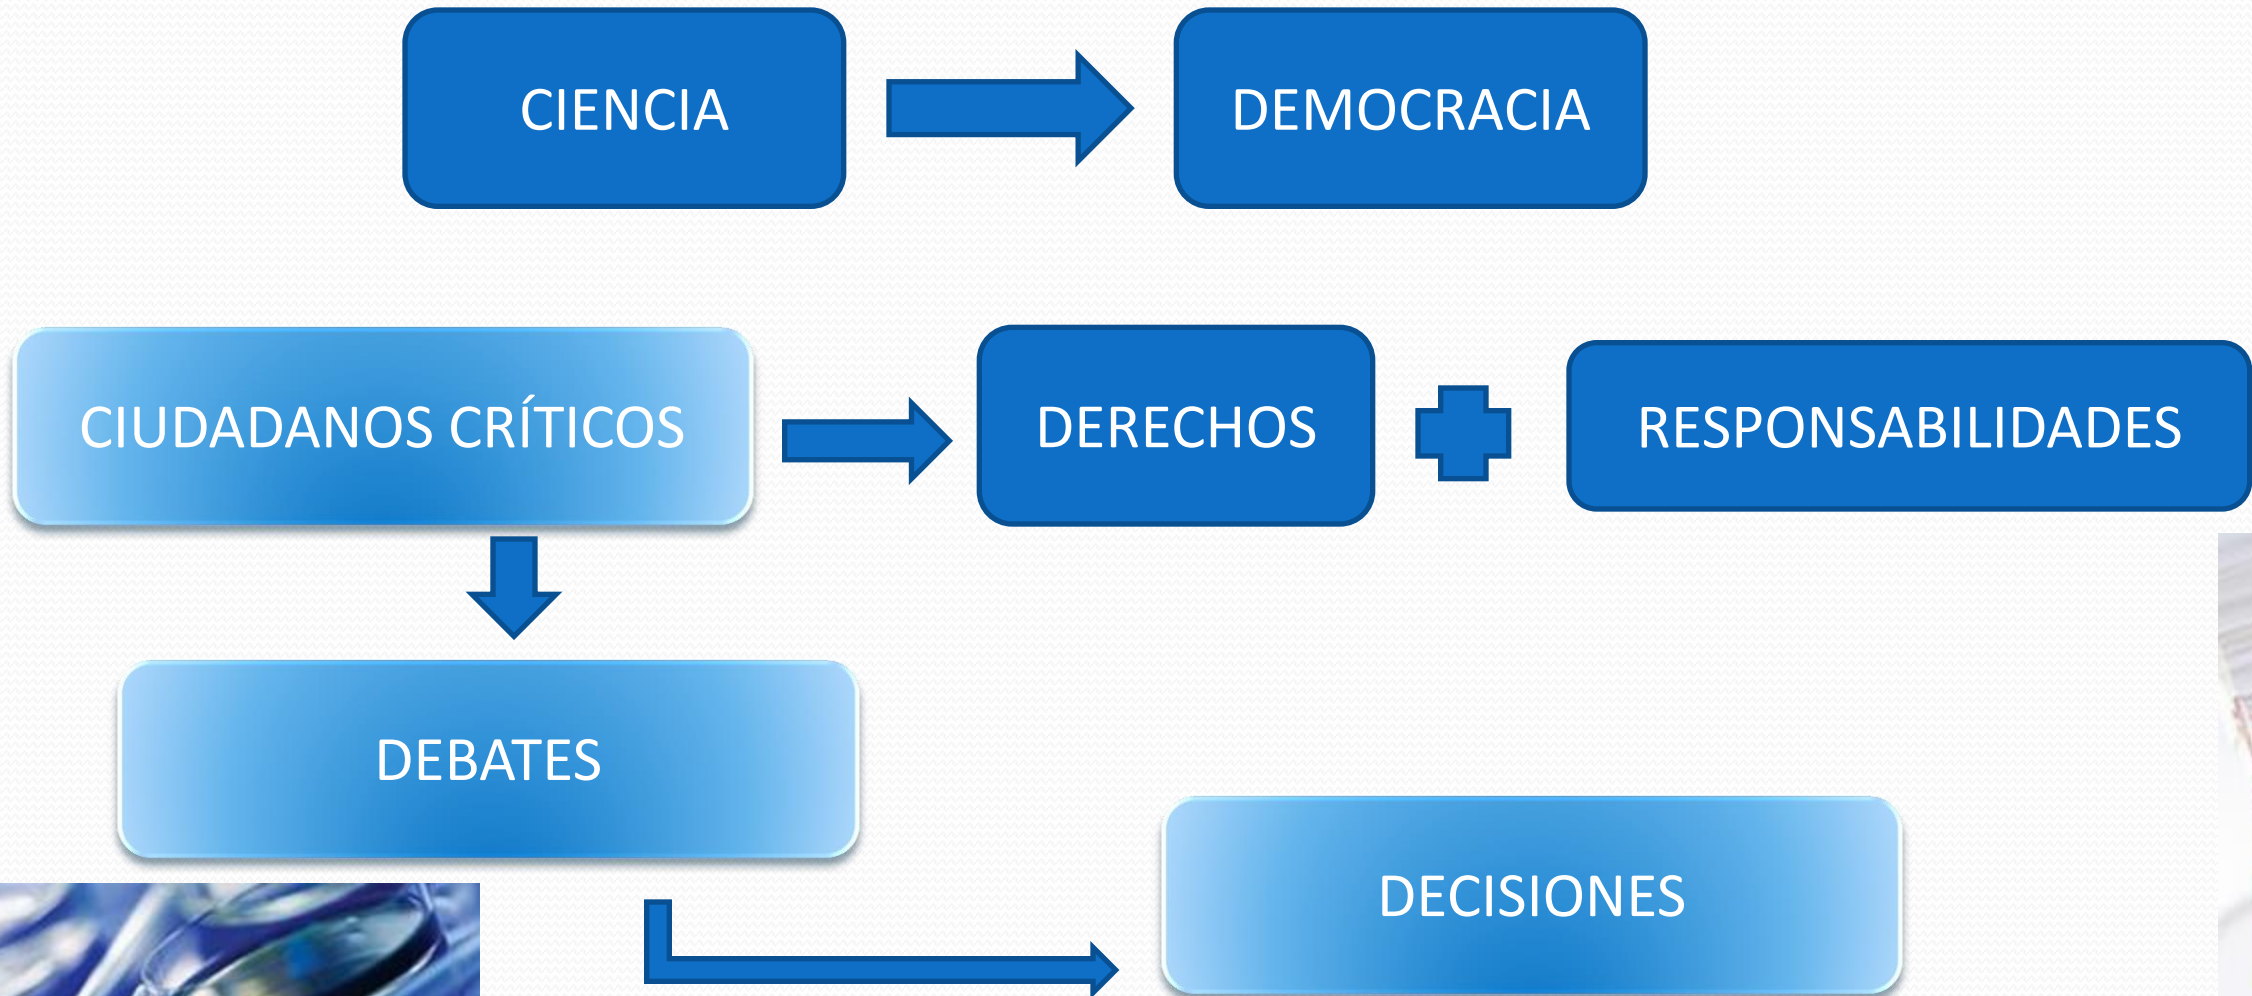 CIENCIA
DEMOCRACIA
CIUDADANOS CRÍTICOS
DERECHOS
RESPONSABILIDADES
DEBATES
DECISIONES